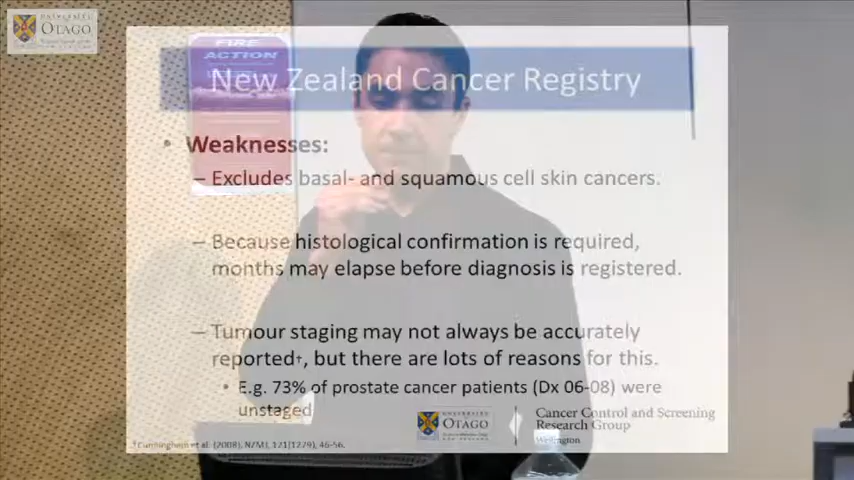 UNIVERSITY
OTAGO
FIRE
ACTION
New Zealand Cancer Registry
• Weaknesses:
– Excludes basal- and squamous cell skin cancers.
– Because histological confirmation is required,
months may elapse before diagnosis is registered.
– Tumour staging may not always be accurately
reported†, but there are lots of reasons for this.
• E.g. 73% of prostate cancer patients (Dx 06-08) were
unstaged
OTAGO
Cancer Control and Screening
Research Group
Wellington
† Cunningham et al. (2008), NZMJ, 121(1279), 46-56.